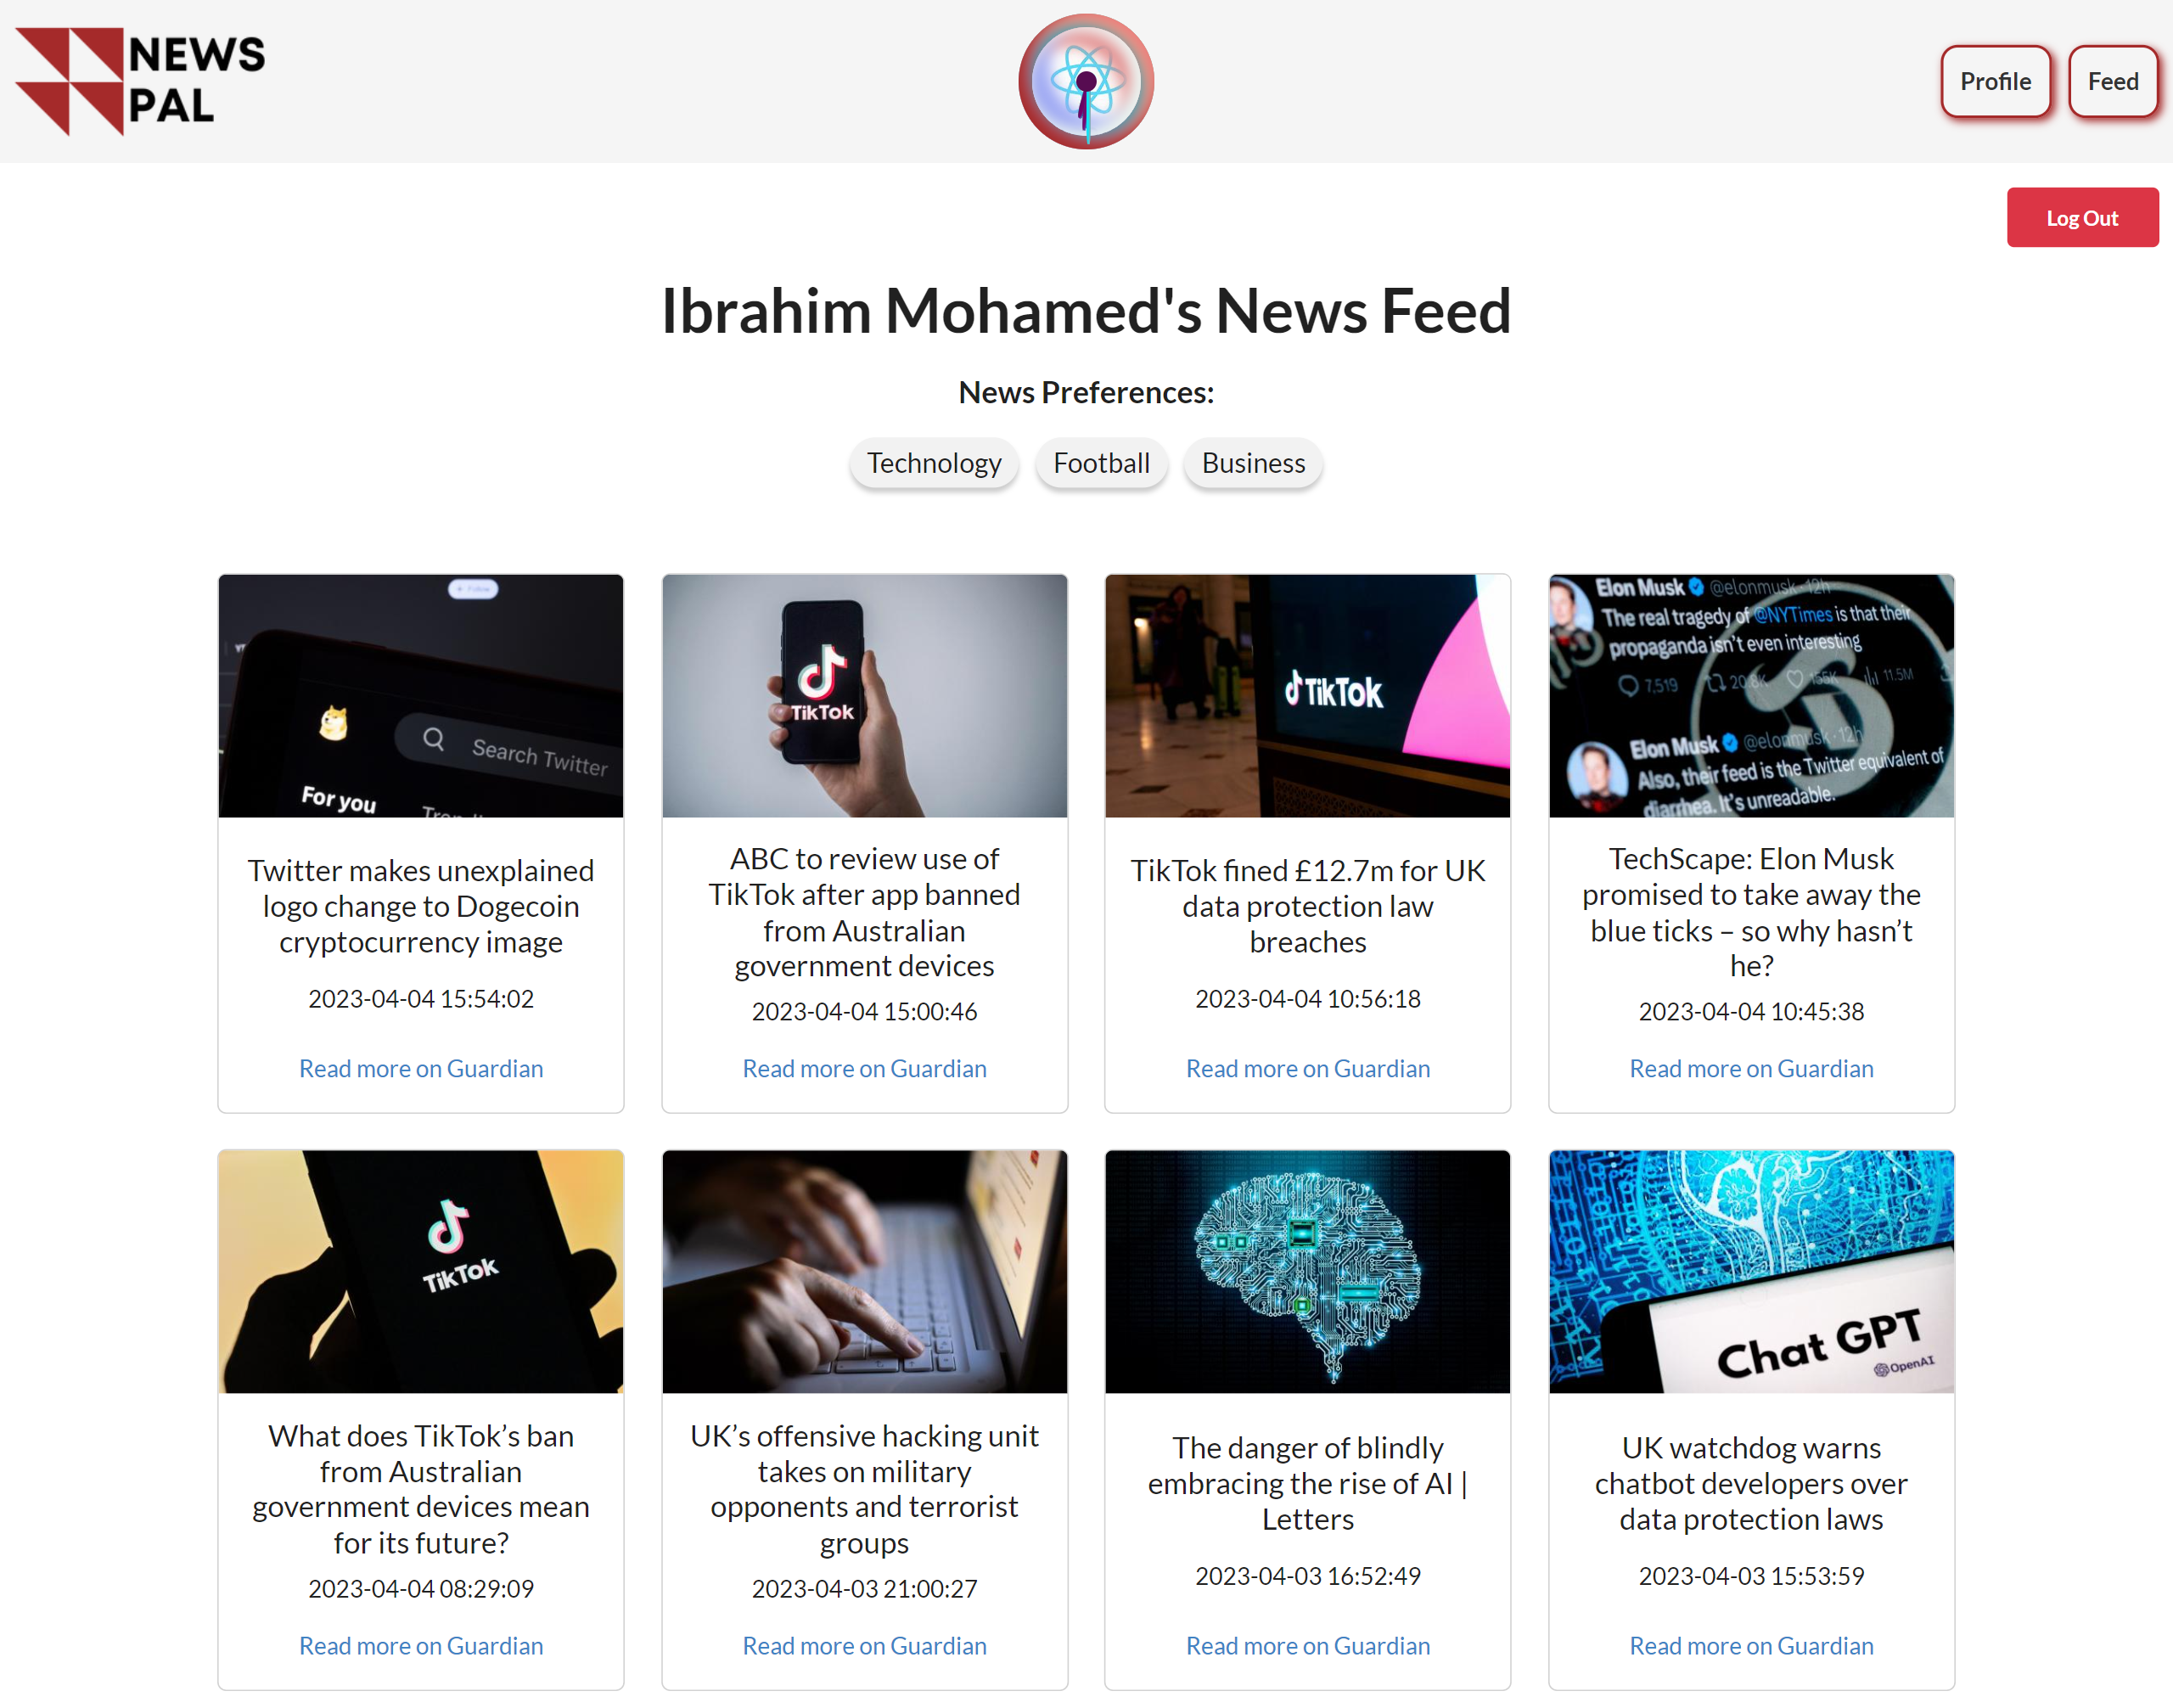 NEWS
PAL
Profile
Feed
Log Out
Ibrahim Mohamed's News Feed
News Preferences:
Technology
Football
Business
+ Follow
Search Twitter
For you
TikTok
TikTok
Elon Musk @elonmusk · 12h
The real tragedy of @NYTimes is that their
propaganda isn't even interesting
7,519 20.8K 155K 11.5M
Elon Musk @elonmusk · 12h
Also, their feed is the Twitter equivalent of
diarrhea. It's unreadable.
Twitter makes unexplained
logo change to Dogecoin
cryptocurrency image
2023-04-04 15:54:02
Read more on Guardian
ABC to review use of
TikTok after app banned
from Australian
government devices
2023-04-04 15:00:46
Read more on Guardian
TikTok fined £12.7m for UK
data protection law
breaches
2023-04-04 10:56:18
Read more on Guardian
TechScape: Elon Musk
promised to take away the
blue ticks – so why hasn’t
he?
2023-04-04 10:45:38
Read more on Guardian
TikTok
Chat GPT
OpenAI
What does TikTok’s ban
from Australian
government devices mean
for its future?
2023-04-04 08:29:09
Read more on Guardian
UK’s offensive hacking unit
takes on military
opponents and terrorist
groups
2023-04-03 21:00:27
Read more on Guardian
The danger of blindly
embracing the rise of AI |
Letters
2023-04-03 16:52:49
Read more on Guardian
UK watchdog warns
chatbot developers over
data protection laws
2023-04-03 15:53:59
Read more on Guardian